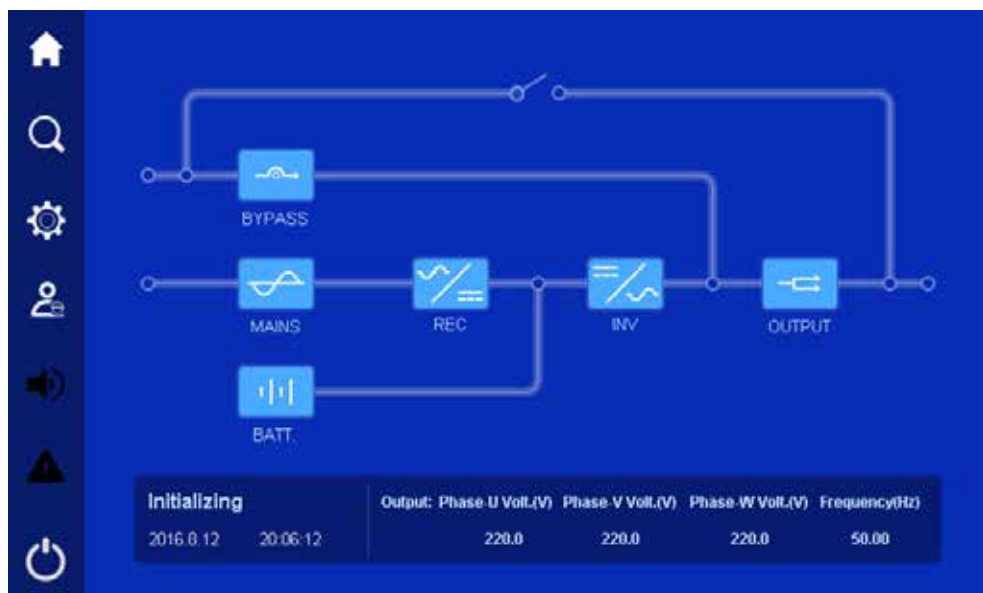 BYPASS
MAINS REC INV OUTPUT
BATT.
Initializing Output: Phase-U Volt.(V) Phase-V Volt.(V) Phase-W Volt.(V) Frequency(Hz)
2016.8.12 20:06:12 220.0 220.0 220.0 50.00